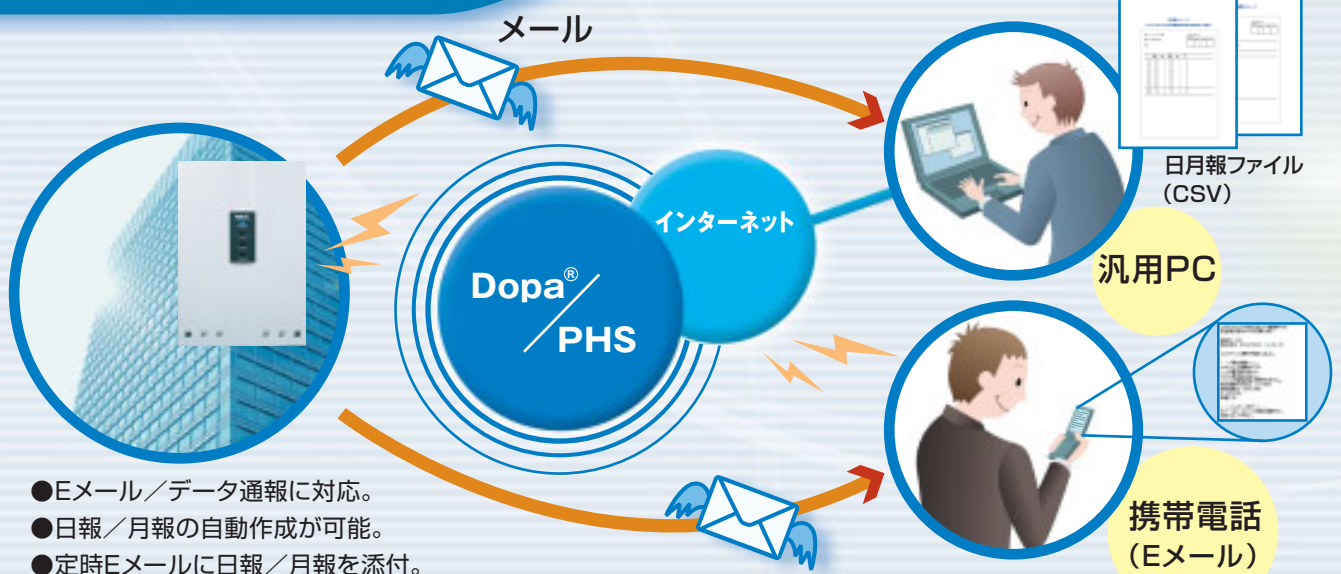 メール
日月報ファイル
(CSV)
インターネット
汎用PC
Dopa®/
PHS
携帯電話
(Eメール)
●Eメール/データ通報に対応。
●日報/月報の自動作成が可能。
●定時Eメールに日報/月報を添付。